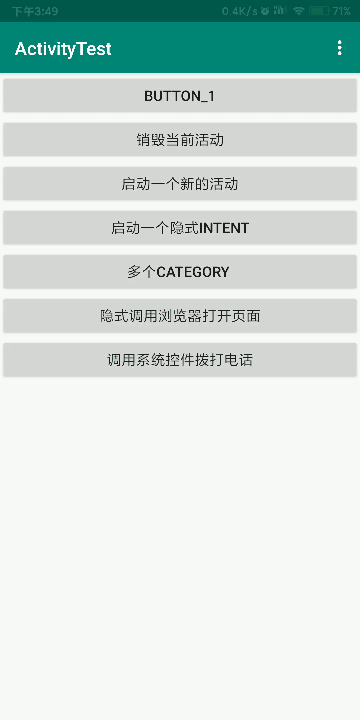 下午3:49 0.4K/s 71%
ActivityTest
BUTTON_1
销毁当前活动
启动一个新的活动
启动一个隐式INTENT
多个CATEGORY
隐式调用浏览器打开页面
调用系统控件拨打电话